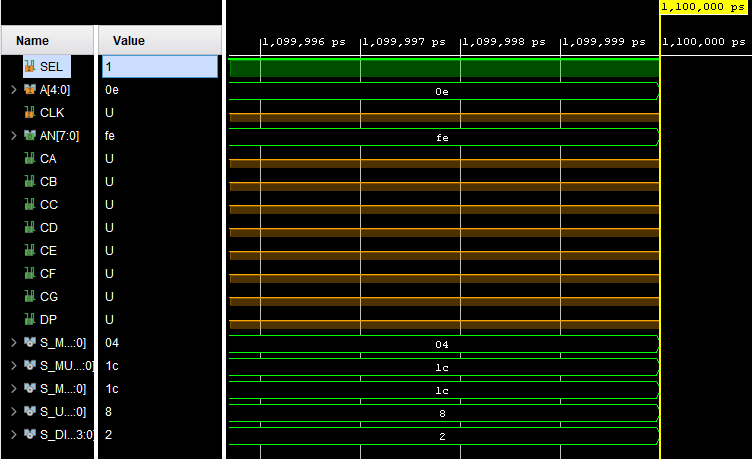 1,100,000 ps
Name Value 1,099,996 ps 1,099,997 ps 1,099,998 ps 1,099,999 ps 1,100,000 ps
SEL 1
A[4:0] 0e 0e
CLK U
AN[7:0] fe fe
CA U
CB U
CC U
CD U
CE U
CF U
CG U
DP U
S_M...:0] 04 04
S_MU...:0] 1c 1c
S_M...:0] 1c 1c
S_U...:0] 8 8
S_DI...3:0] 2 2